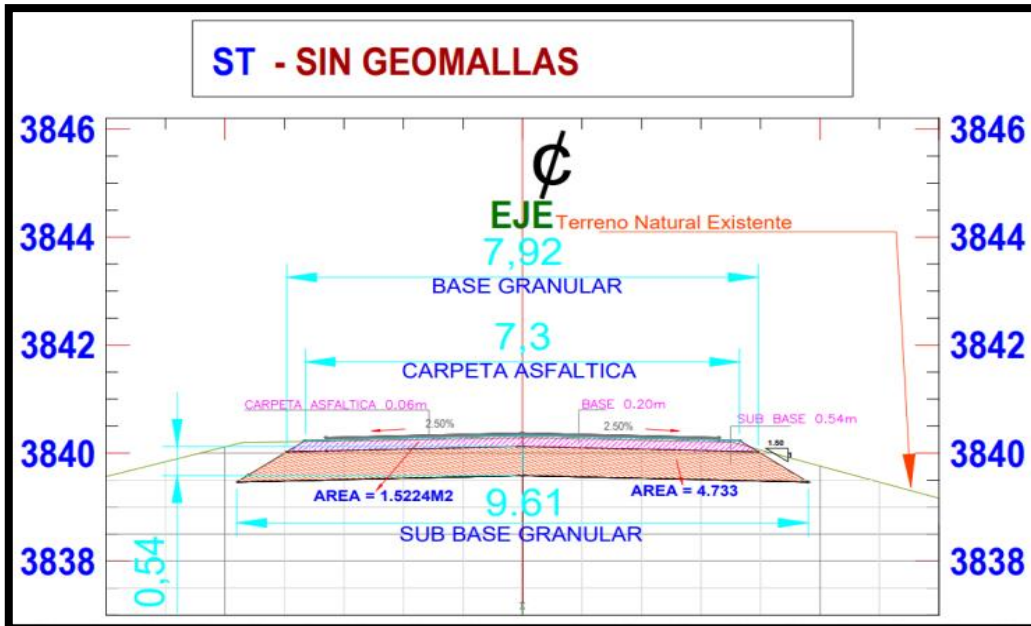 ST - SIN GEOMALLAS
3846 3846
₵
EJE Terreno Natural Existente
3844 3844
7,92
BASE GRANULAR
3842 7,3 3842
CARPETA ASFALTICA
CARPETA ASFALTICA 0.06m BASE 0.20m SUB BASE 0.54m
2.50% 2.50%
3840 1.50 3840
AREA = 1.5224M2 AREA = 4.733
9.61
SUB BASE GRANULAR
3838 0,54 3838